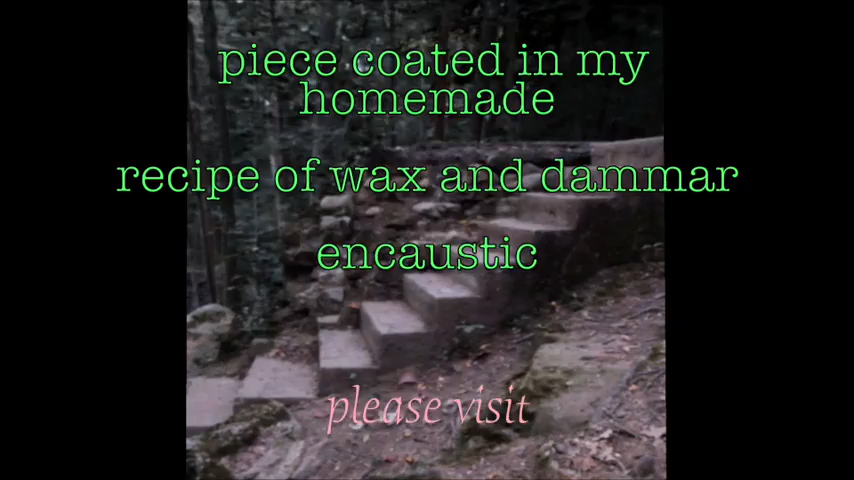 piece coated in my
homemade
recipe of wax and dammar
encaustic
please visit